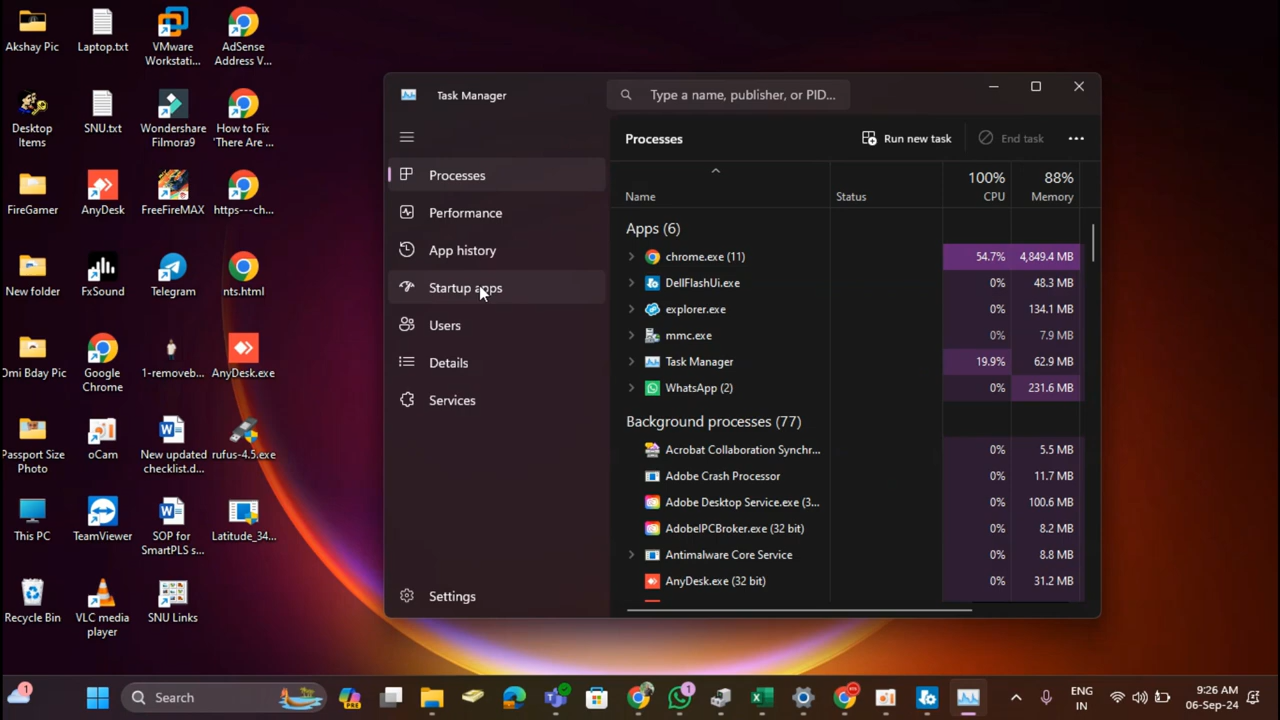 Akshay Pic
Laptop.txt
VMware
Workstati...
AdSense
Address V...
Desktop
Items
SNU.txt
Wondershare
Filmora9
How to Fix
'There Are ...
FireGamer
AnyDesk
FreeFireMAX
https---ch...
New folder
FxSound
Telegram
nts.html
Omi Bday Pic
Google
Chrome
1-removeb...
AnyDesk.exe
Passport Size
Photo
oCam
New updated
checklist.d...
rufus-4.5.exe
This PC
TeamViewer
SOP for
SmartPLS s...
Latitude_34...
Recycle Bin
VLC media
player
SNU Links
Task Manager
Type a name, publisher, or PID...
Processes
Performance
App history
Startup apps
Users
Details
Services
Settings
Processes
Run new task
End task
100%
88%
Name
Status
CPU
Memory
Apps (6)
chrome.exe (11) 54.7% 4,849.4 MB
DellFlashUi.exe 0% 48.3 MB
explorer.exe 0% 134.1 MB
mmc.exe 0% 7.9 MB
Task Manager 19.9% 62.9 MB
WhatsApp (2) 0% 231.6 MB
Background processes (77)
Acrobat Collaboration Synchr... 0% 5.5 MB
Adobe Crash Processor 0% 11.7 MB
Adobe Desktop Service.exe (3... 0% 100.6 MB
AdobeIPCBroker.exe (32 bit) 0% 8.2 MB
Antimalware Core Service 0% 8.8 MB
AnyDesk.exe (32 bit) 0% 31.2 MB
1
Search
PRE
1
ENG
IN
9:26 AM
06-Sep-24